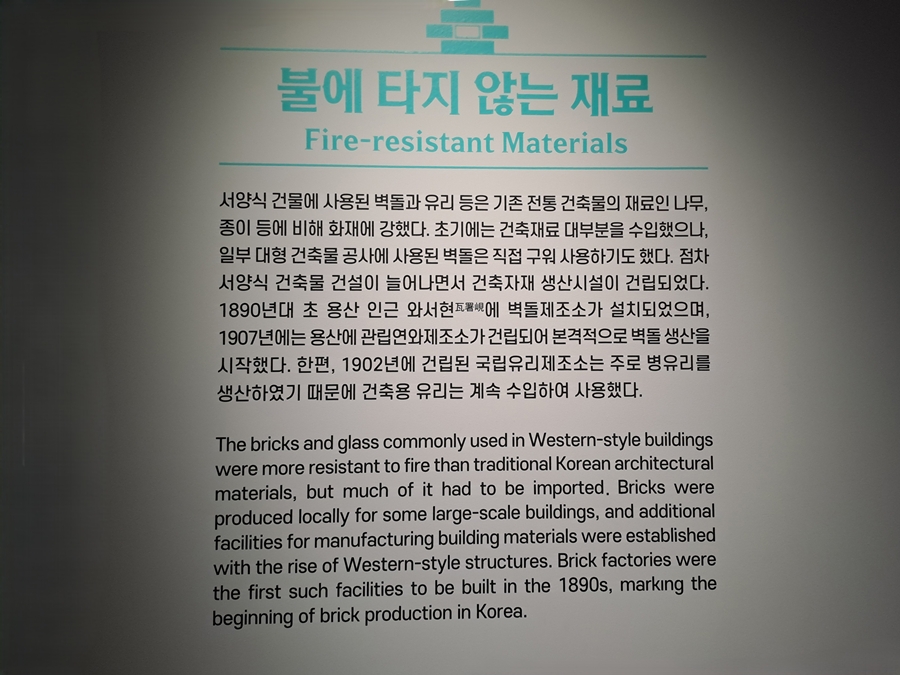 불에 타지 않는 재료
Fire-resistant Materials
서양식 건물에 사용된 벽돌과 유리 등은 기존 전통 건축물의 재료인 나무,
종이 등에 비해 화재에 강했다. 초기에는 건축재료 대부분을 수입했으나,
일부 대형 건축물 공사에 사용된 벽돌은 직접 구워 사용하기도 했다. 점차
서양식 건축물 건설이 늘어나면서 건축자재 생산시설이 건립되었다.
1890년대 초 용산 인근 와서현瓦署峴에 벽돌제조소가 설치되었으며,
1907년에는 용산에 관립연와제조소가 건립되어 본격적으로 벽돌 생산을
시작했다. 한편, 1902년에 건립된 국립유리제조소는 주로 병유리를
생산하였기 때문에 건축용 유리는 계속 수입하여 사용했다.
The bricks and glass commonly used in Western-style buildings
were more resistant to fire than traditional Korean architectural
materials, but much of it had to be imported. Bricks were
produced locally for some large-scale buildings, and additional
facilities for manufacturing building materials were established
with the rise of Western-style structures. Brick factories were
the first such facilities to be built in the 1890s, marking the
beginning of brick production in Korea.